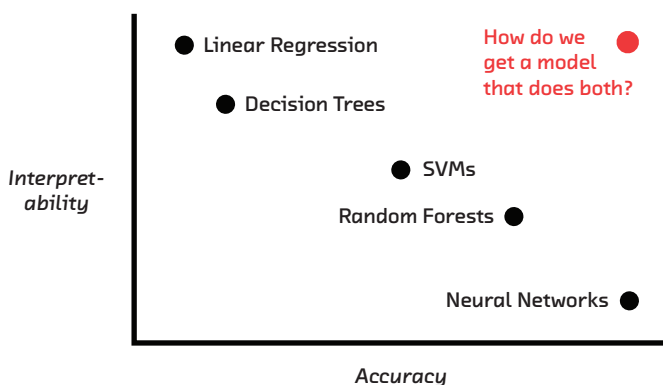 Linear Regression
How do we
get a model
that does both?
Decision Trees
Interpret-
ability
SVMs
Random Forests
Neural Networks
Accuracy